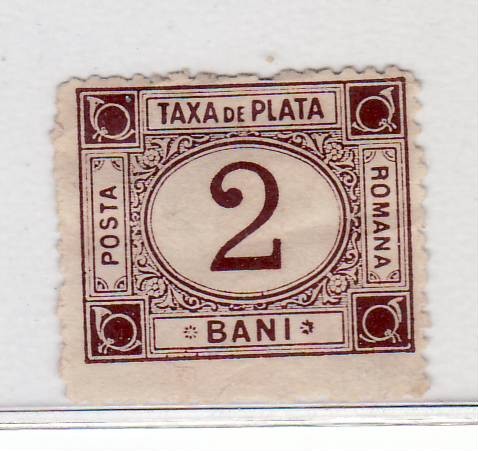 TAXA DE PLATA
POSTA
2
ROMANA
BANI